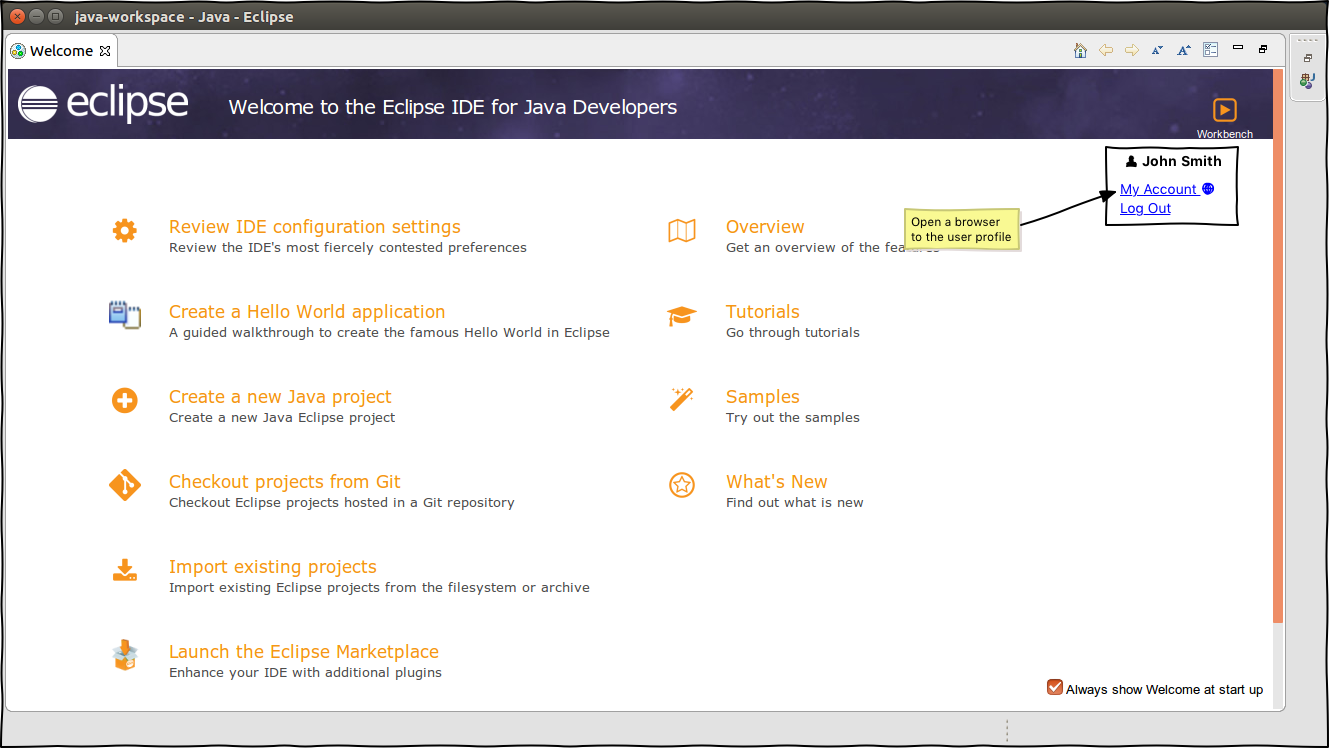 java-workspace - Java - Eclipse
Welcome
eclipse
Welcome to the Eclipse IDE for Java Developers
Workbench
John Smith
My Account
Log Out
Open a browser
to the user profile
Review IDE configuration settings
Review the IDE's most fiercely contested preferences
Overview
Get an overview of the features
Create a Hello World application
A guided walkthrough to create the famous Hello World in Eclipse
Tutorials
Go through tutorials
Create a new Java project
Create a new Java Eclipse project
Samples
Try out the samples
Checkout projects from Git
Checkout Eclipse projects hosted in a Git repository
What's New
Find out what is new
Import existing projects
Import existing Eclipse projects from the filesystem or archive
Launch the Eclipse Marketplace
Enhance your IDE with additional plugins
Always show Welcome at start up